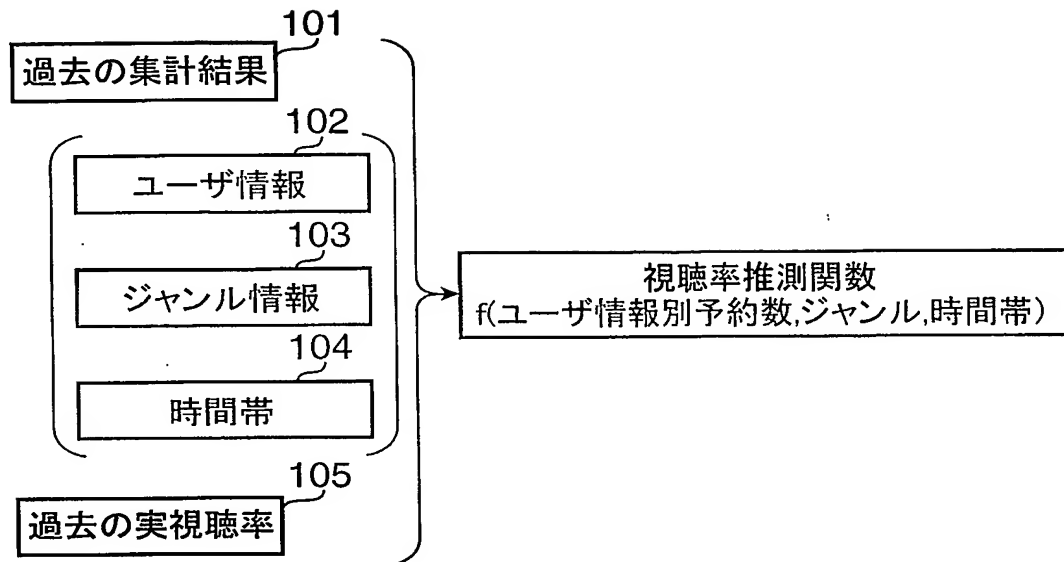 101
過去の集計結果
102
ユーザ情報
103
ジャンル情報
104
時間帯
105
過去の実視聴率
視聴率推測関数
f(ユーザ情報別予約数,ジャンル,時間帯)